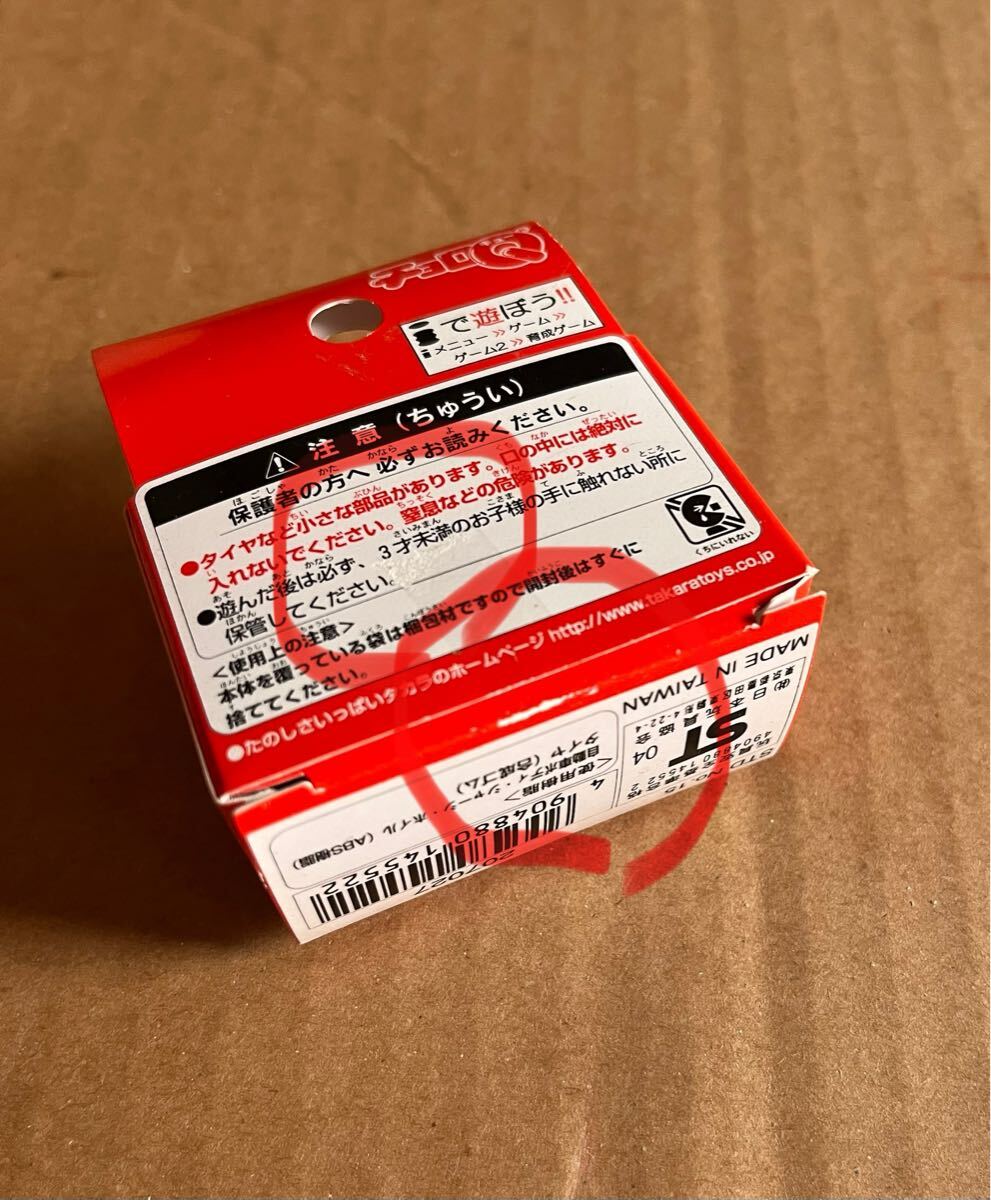 チョロQ
iで遊ぼう!!
iメニュー≫ゲーム≫
ゲーム2≫育成ゲーム
注意（ちゅうい）
保護者の方へ 必ずお読みください。
●タイヤなど小さな部品があります。口の中には絶対に
入れないでください。窒息などの危険があります。
●遊んだ後は必ず、3才未満のお子様の手に触れない所に
保管してください。
くちにいれない
<使用上の注意>
本体を覆っている袋は梱包材ですので開封後はすぐに
捨ててください。
●たのしさいっぱいタカラのホームページ http://www.takaratoys.co.jp
MADE IN TAIWAN
ST
04
<使用樹脂>
自動車ボディ・シャーシ・ホイル（ABS樹脂）
タイヤ（合成ゴム）
4 904880 145522
207027